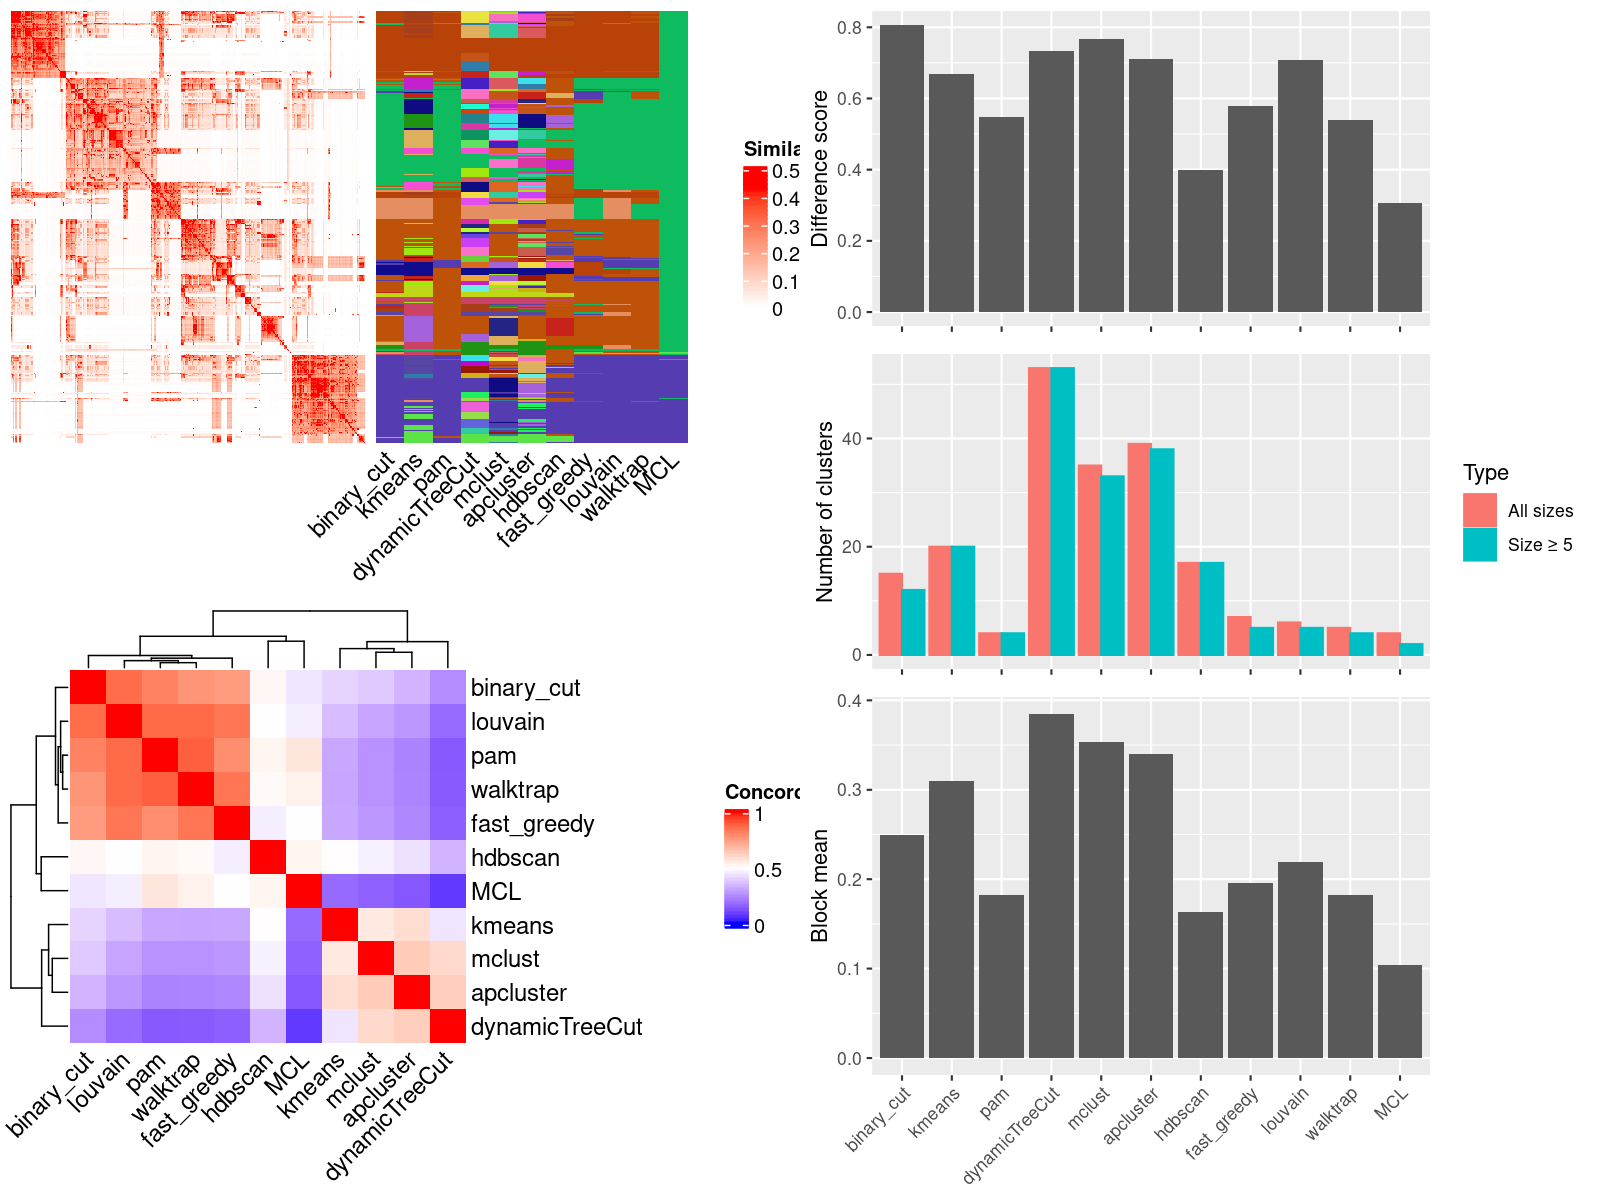 Simila
0.5
0.4
0.3
0.2
0.1
0
binary_cut
kmeans
pam
dynamicTreeCut
mclust
apcluster
hdbscan
fast_greedy
louvain
walktrap
MCL
Difference score
0.8
0.6
0.4
0.2
0.0
Number of clusters
40
20
0
Type
All sizes
Size ≥ 5
binary_cut
louvain
pam
walktrap
fast_greedy
hdbscan
MCL
kmeans
mclust
apcluster
dynamicTreeCut
binary_cut
louvain
pam
walktrap
fast_greedy
hdbscan
MCL
kmeans
mclust
apcluster
dynamicTreeCut
Concord
1
0.5
0
Block mean
0.4
0.3
0.2
0.1
0.0
binary_cut
kmeans
pam
dynamicTreeCut
mclust
apcluster
hdbscan
fast_greedy
louvain
walktrap
MCL